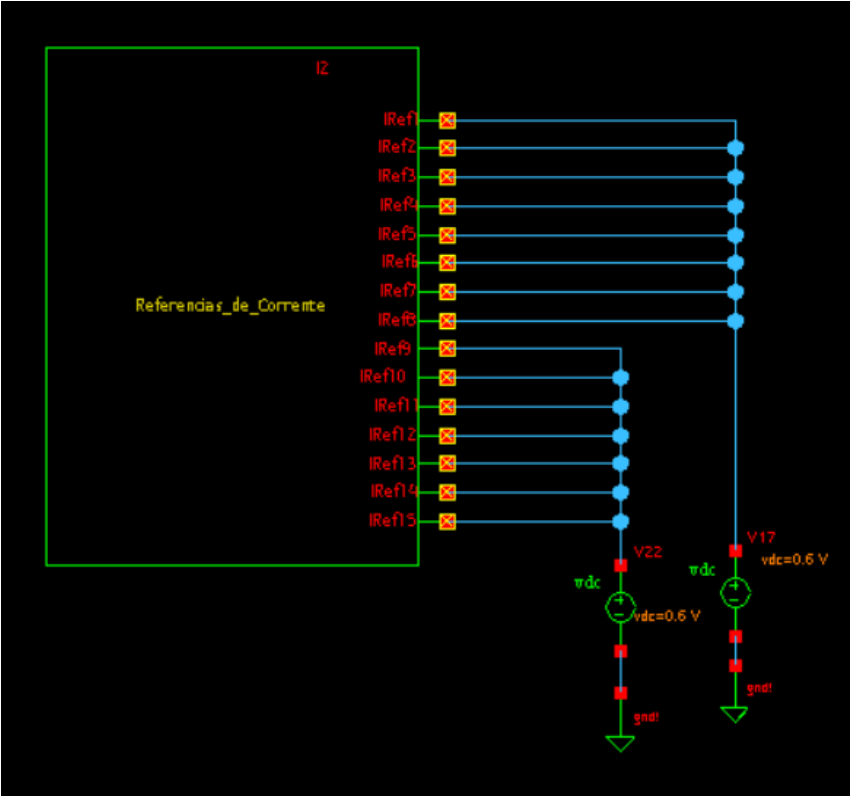 I2
IRef1
IRef2
IRef3
IRef4
IRef5
IRef6
IRef7
Referencias_de_Corrente
IRef8
IRef9
IRef10
IRef11
IRef12
IRef13
IRef14
IRef15
V17
V22
vdc=0.6 V
vdc
vdc
vdc=0.6 V
gnd!
gnd!